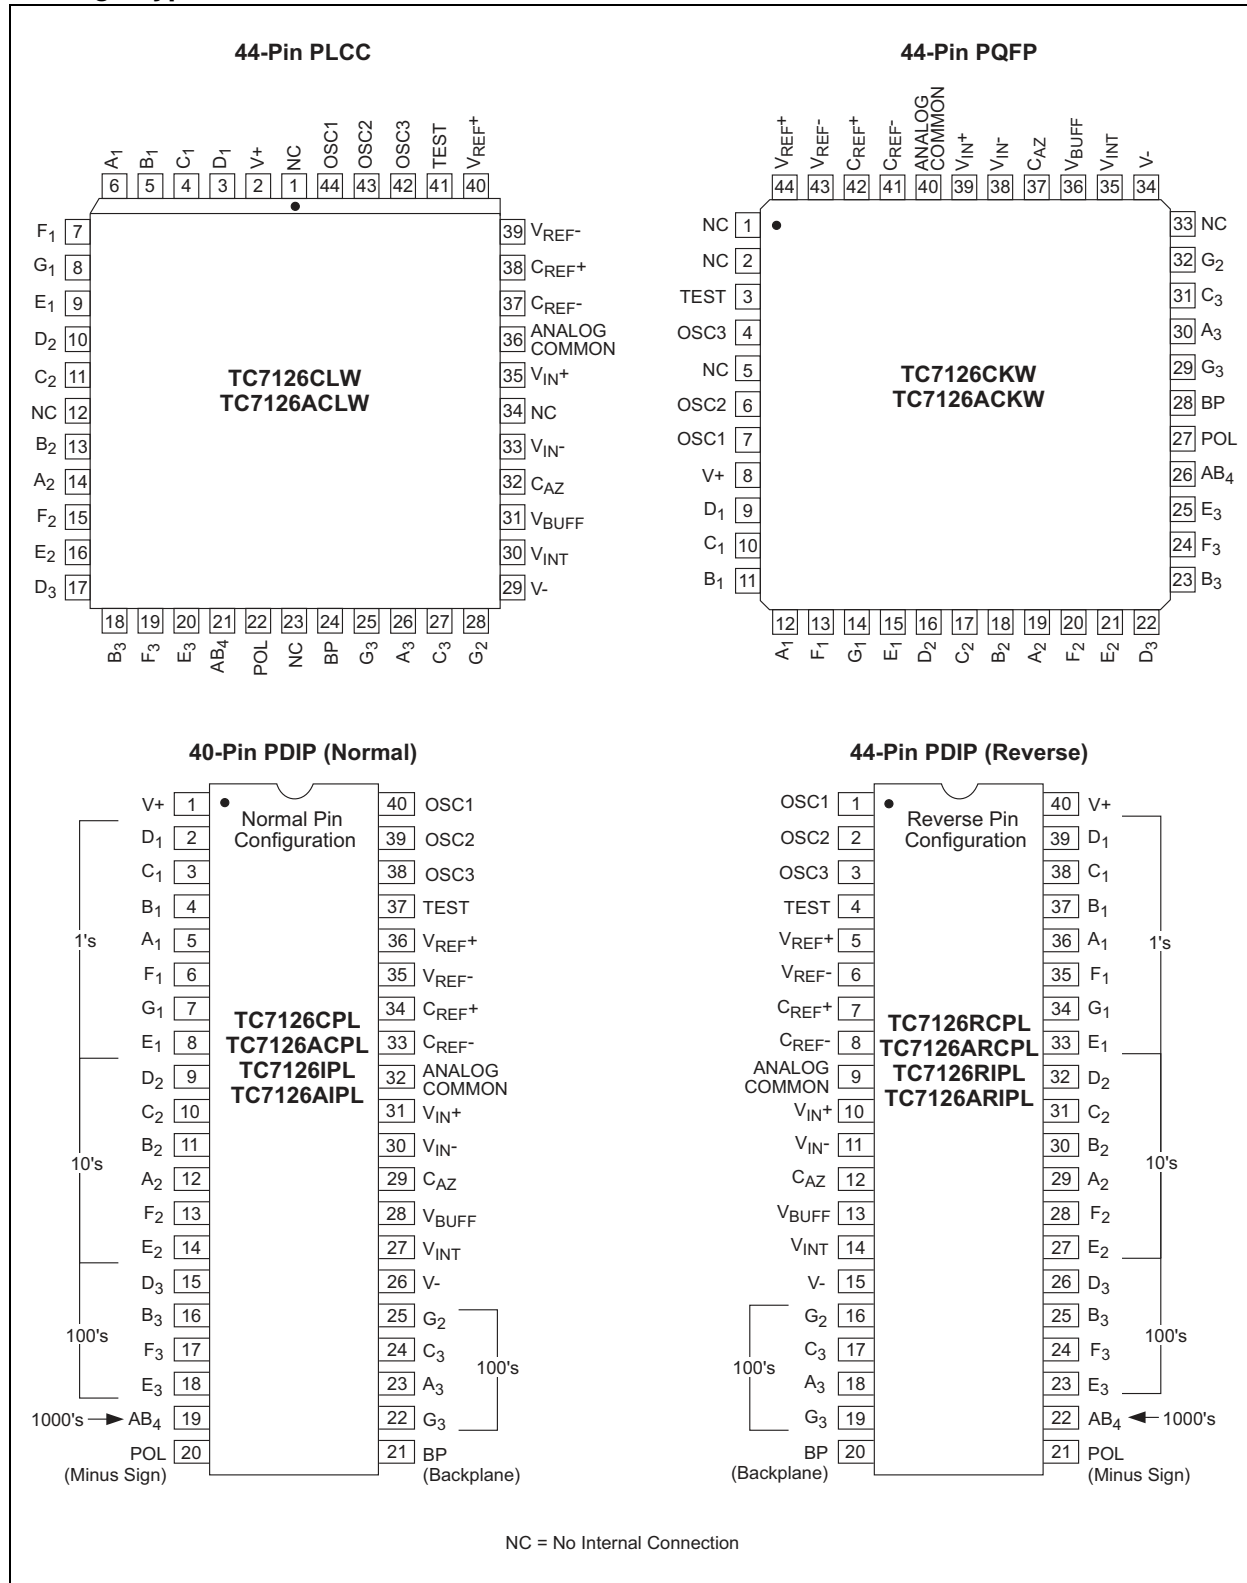 44-Pin PLCC
A1
B1
C1
D1
V+
NC
OSC1
OSC2
OSC3
TEST
VREF+
6 5 4 3 2 1 44 43 42 41 40
F1 7
G1 8
E1 9
D2 10
C2 11
NC 12
B2 13
A2 14
F2 15
E2 16
D3 17
TC7126CLW
TC7126ACLW
39 VREF-
38 CREF+
37 CREF-
36 ANALOG
COMMON
35 VIN+
34 NC
33 VIN-
32 CAZ
31 VBUFF
30 VINT
29 V-
18 19 20 21 22 23 24 25 26 27 28
B3
F3
E3
AB4
POL
NC
BP
G3
A3
C3
G2
44-Pin PQFP
VREF+
VREF-
CREF+
CREF-
ANALOG
COMMON
VIN+
VIN-
CAZ
VBUFF
VINT
V-
44 43 42 41 40 39 38 37 36 35 34
NC 1
NC 2
TEST 3
OSC3 4
NC 5
OSC2 6
OSC1 7
V+ 8
D1 9
C1 10
B1 11
TC7126CKW
TC7126ACKW
33 NC
32 G2
31 C3
30 A3
29 G3
28 BP
27 POL
26 AB4
25 E3
24 F3
23 B3
12 13 14 15 16 17 18 19 20 21 22
A1
F1
G1
E1
D2
C2
B2
A2
F2
E2
D3
40-Pin PDIP (Normal)
Normal Pin
Configuration
V+ 1
D1 2
C1 3
B1 4
A1 5
F1 6
G1 7
E1 8
D2 9
C2 10
B2 11
A2 12
F2 13
E2 14
D3 15
B3 16
F3 17
E3 18
1000's AB4 19
POL 20
(Minus Sign)
1's
10's
100's
TC7126CPL
TC7126ACPL
TC7126IPL
TC7126AIPL
40 OSC1
39 OSC2
38 OSC3
37 TEST
36 VREF+
35 VREF-
34 CREF+
33 CREF-
32 ANALOG
COMMON
31 VIN+
30 VIN-
29 CAZ
28 VBUFF
27 VINT
26 V-
25 G2
24 C3
23 A3
22 G3
21 BP
(Backplane)
100's
44-Pin PDIP (Reverse)
Reverse Pin
Configuration
OSC1 1
OSC2 2
OSC3 3
TEST 4
VREF+ 5
VREF- 6
CREF+ 7
CREF- 8
ANALOG
COMMON 9
VIN+ 10
VIN- 11
CAZ 12
VBUFF 13
VINT 14
V- 15
G2 16
C3 17
A3 18
G3 19
BP 20
(Backplane)
100's
TC7126RCPL
TC7126ARCPL
TC7126RIPL
TC7126ARIPL
40 V+
39 D1
38 C1
37 B1
36 A1
35 F1
34 G1
33 E1
32 D2
31 C2
30 B2
29 A2
28 F2
27 E2
26 D3
25 B3
24 F3
23 E3
22 AB4 1000's
21 POL
(Minus Sign)
1's
10's
100's
NC = No Internal Connection